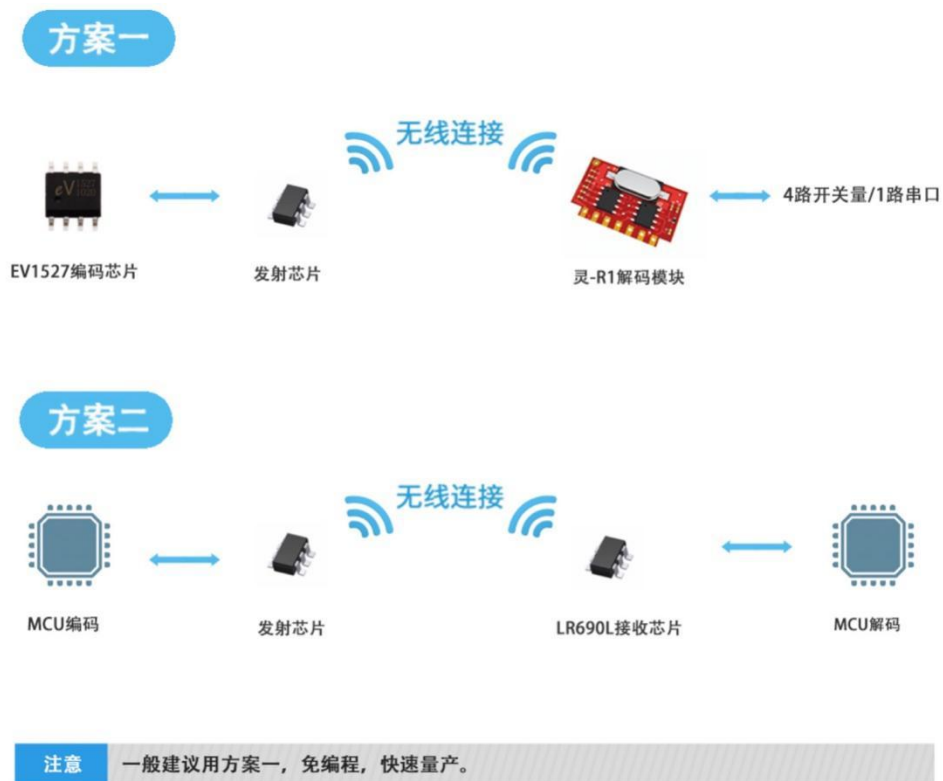 方案一
无线连接
eV1527
EV1527编码芯片
发射芯片
灵-R1解码模块
4路开关量/1路串口
方案二
无线连接
MCU编码
发射芯片
LR690L接收芯片
MCU解码
注意 一般建议用方案一，免编程，快速量产。